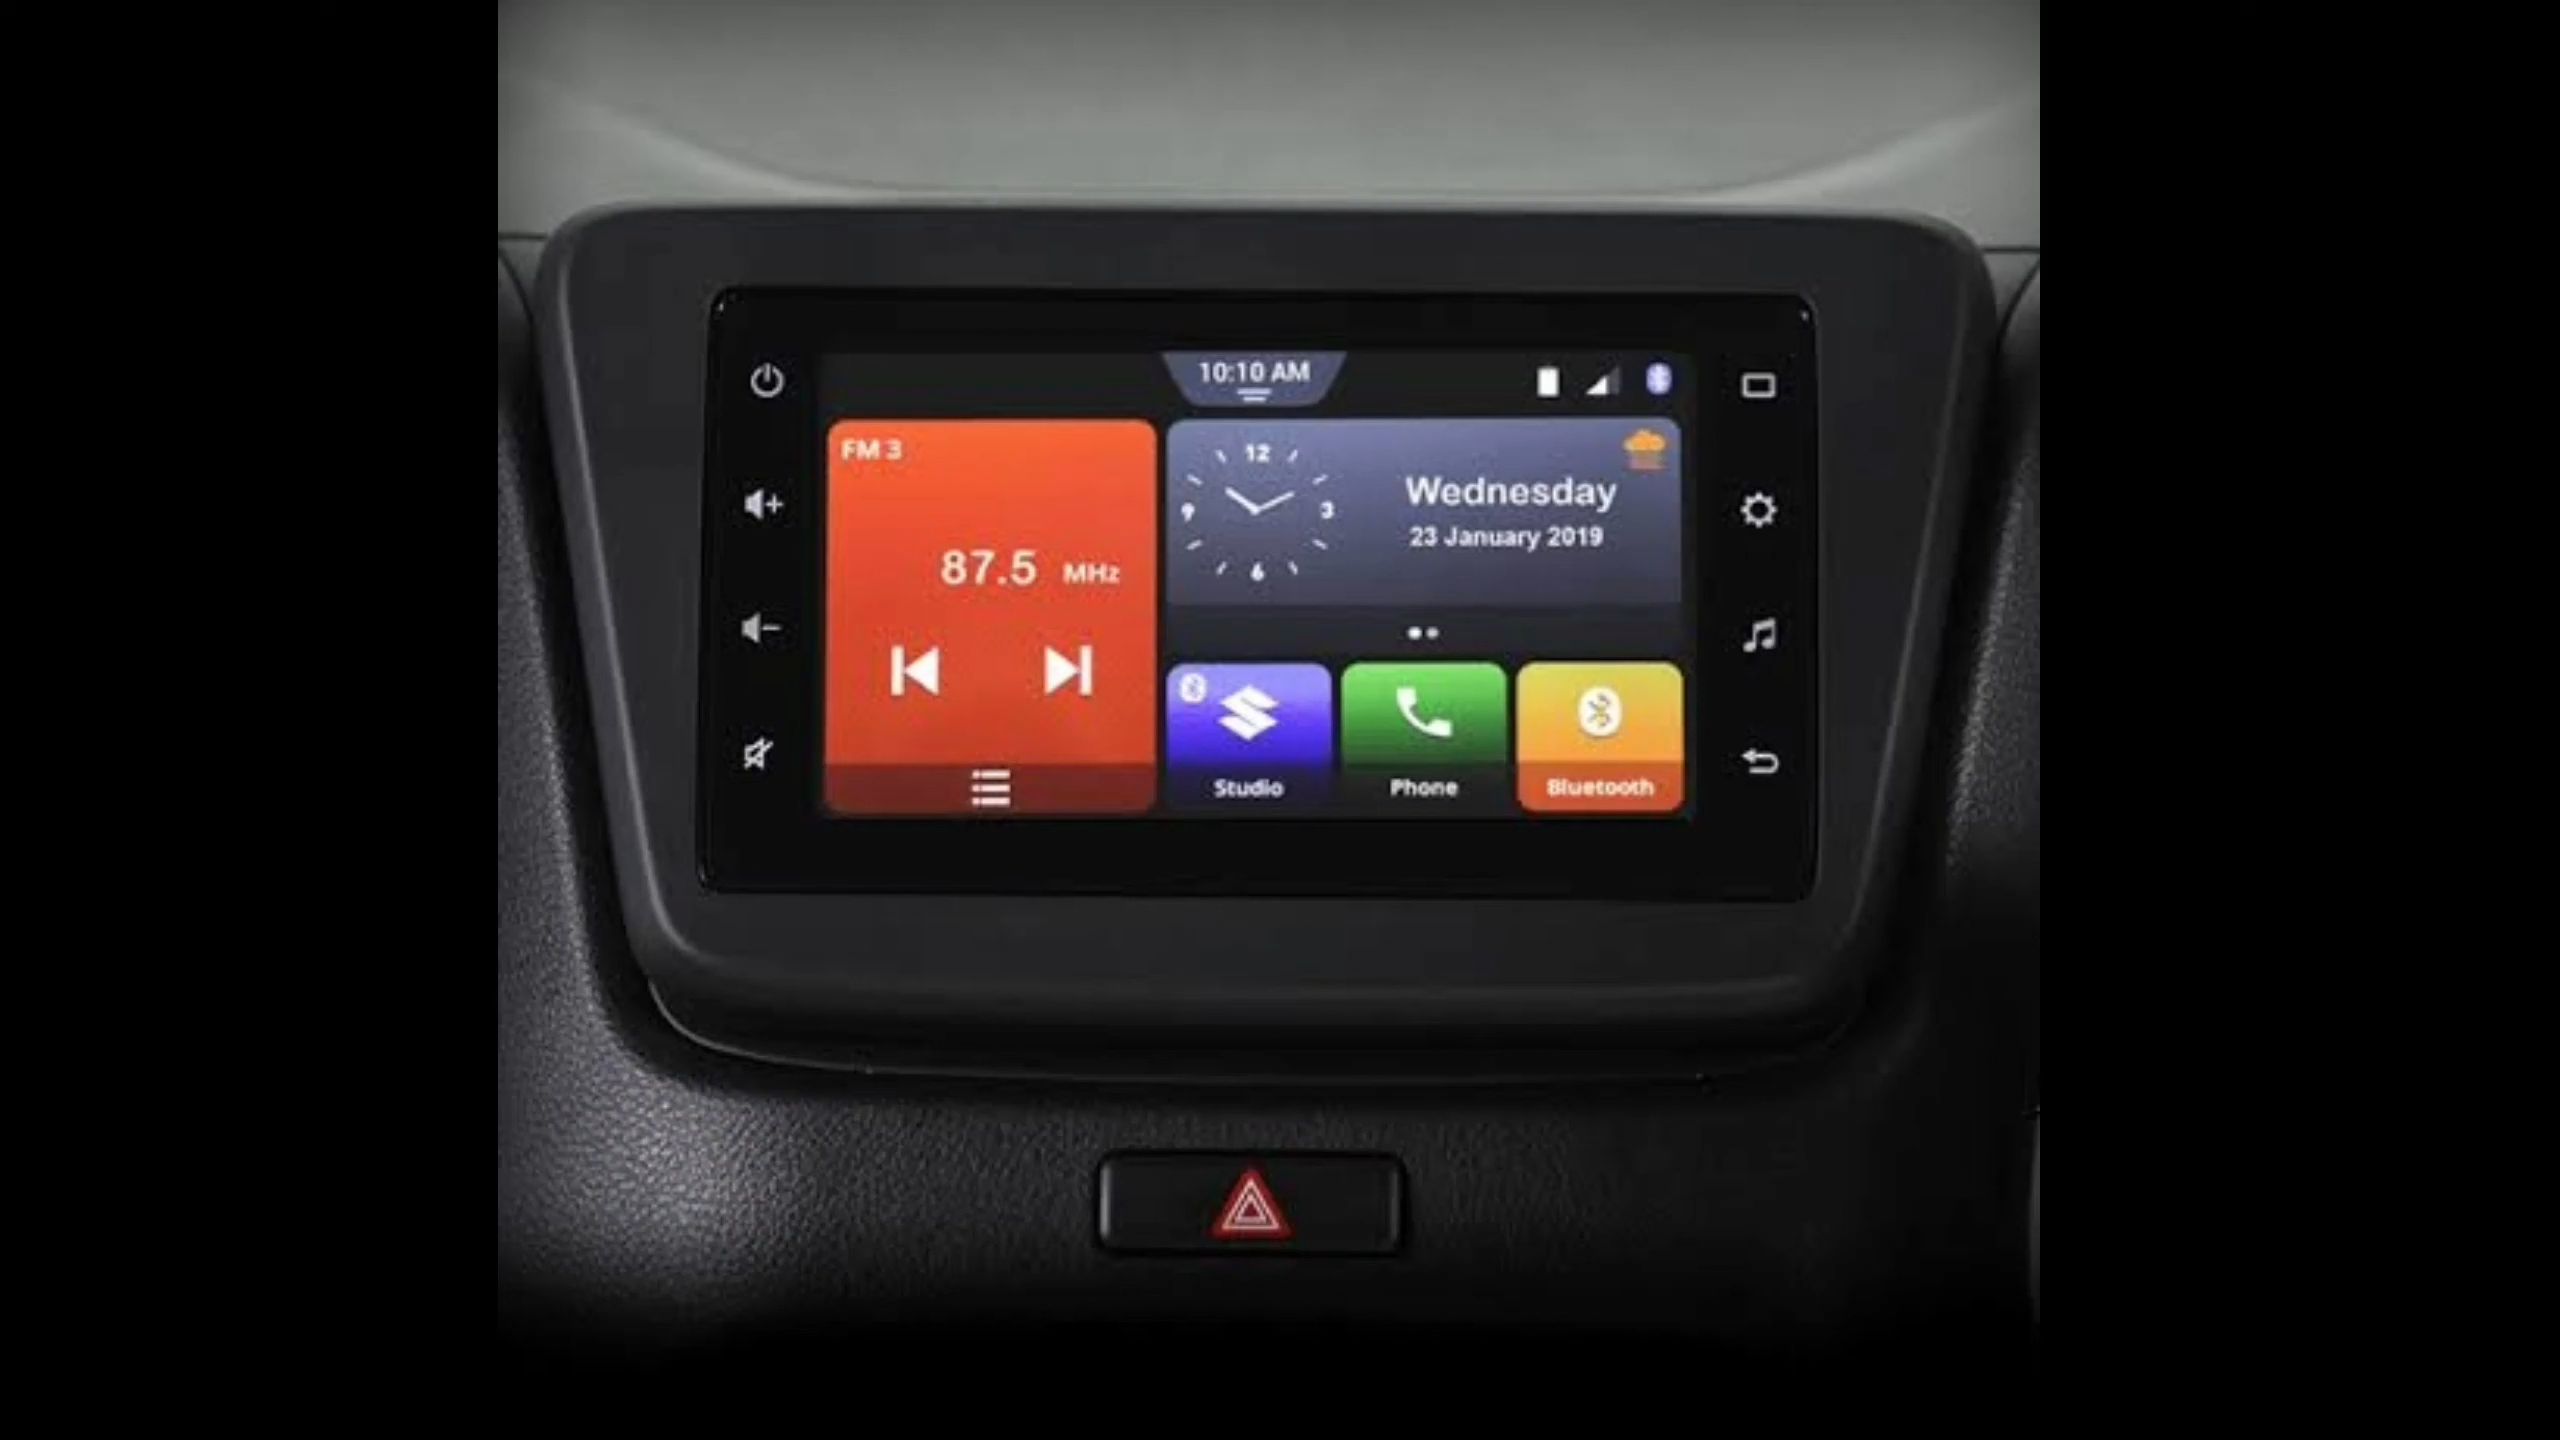 10:10 AM
FM 3
87.5 MHz
12
9
3
6
Wednesday
23 January 2019
Studio
Phone
Bluetooth